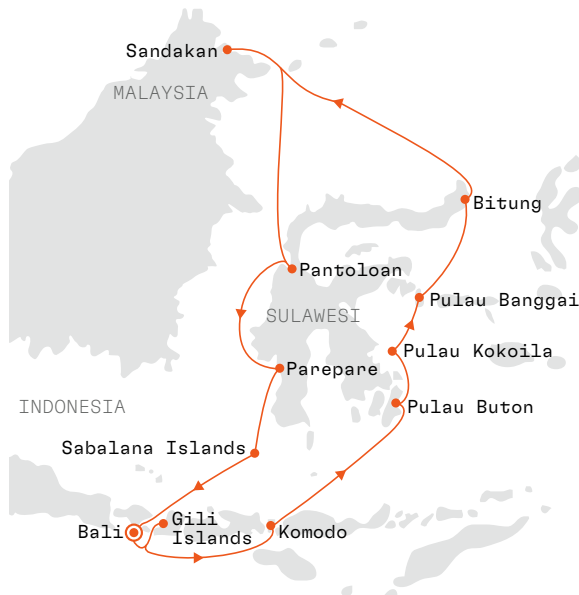 Sandakan
MALAYSIA
Bitung
Pantoloan
Pulau Banggai
SULAWESI
Pulau Kokoila
Parepare
INDONESIA
Pulau Buton
Sabalana Islands
Gili
Islands
Bali
Komodo